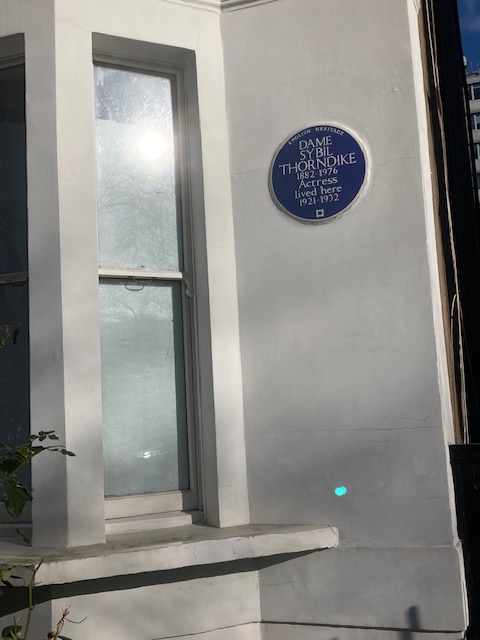 ENGLISH HERITAGE
DAME
SYBIL
THORNDIKE
1882-1976
Actress
lived here
1921-1932